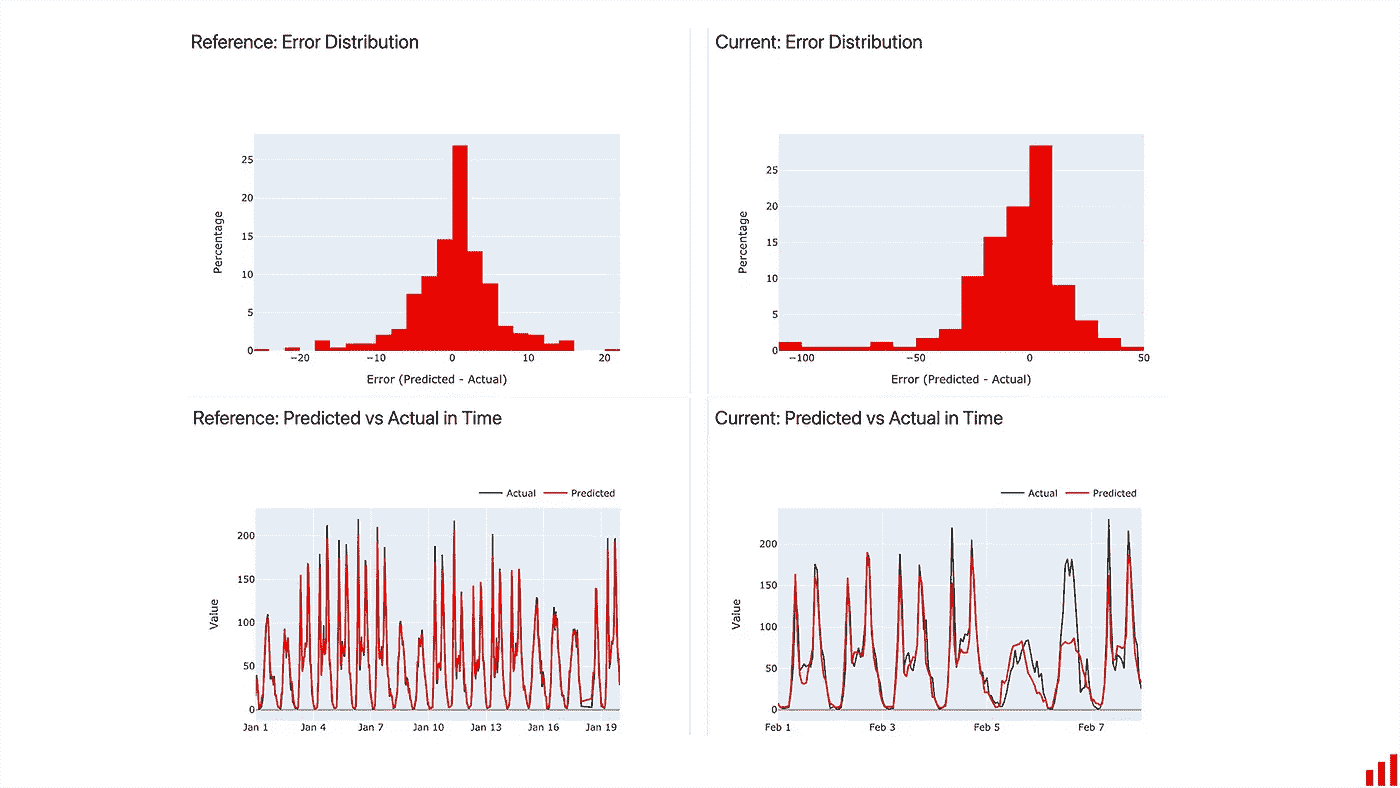 Reference: Error Distribution
Current: Error Distribution
25
20
15
10
5
0
Percentage
−20
−10
0
10
20
Error (Predicted - Actual)
25
20
15
10
5
0
Percentage
−100
−50
0
50
Error (Predicted - Actual)
Reference: Predicted vs Actual in Time
Current: Predicted vs Actual in Time
Actual Predicted
200
150
100
50
0
Value
Jan 1 Jan 4 Jan 7 Jan 10 Jan 13 Jan 16 Jan 19
Actual Predicted
200
150
100
50
0
Value
Feb 1 Feb 3 Feb 5 Feb 7